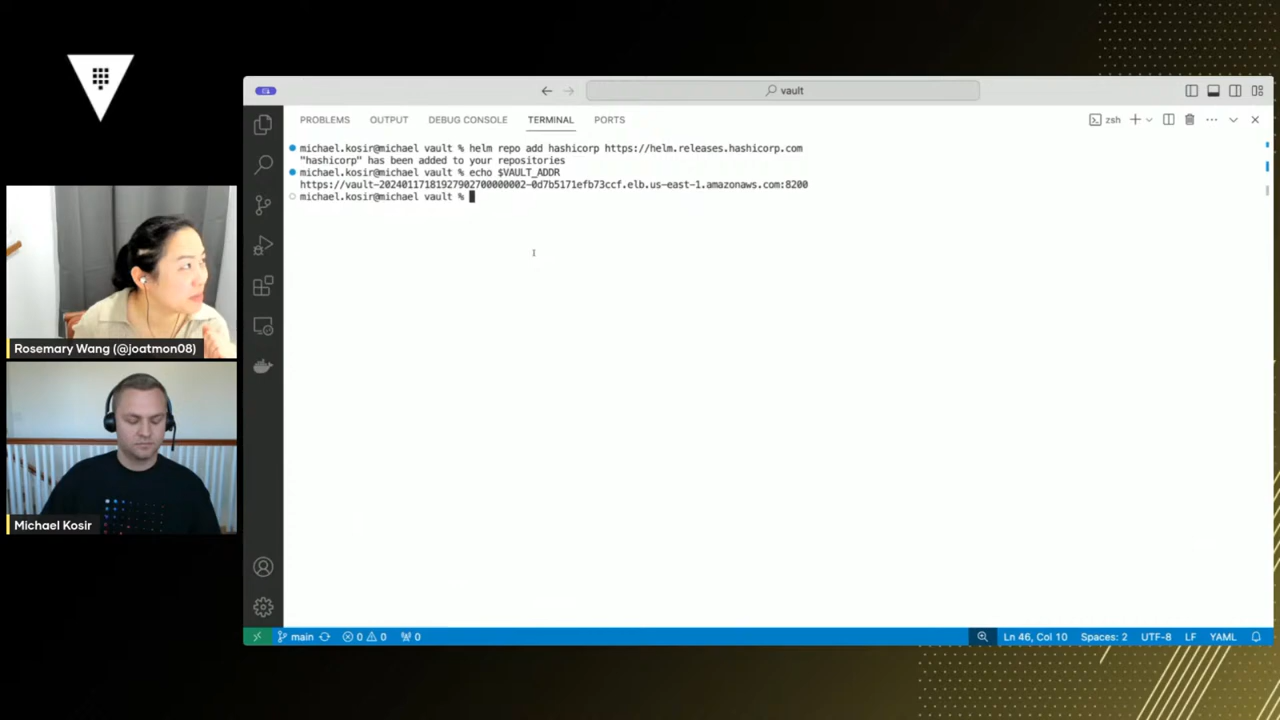 vault
PROBLEMS OUTPUT DEBUG CONSOLE TERMINAL PORTS zsh
michael.kosir@michael vault % helm repo add hashicorp https://helm.releases.hashicorp.com
"hashicorp" has been added to your repositories
michael.kosir@michael vault % echo $VAULT_ADDR
https://vault-20240117181927902700000002-0d7b5171efb73ccf.elb.us-east-1.amazonaws.com:8200
michael.kosir@michael vault %
Rosemary Wang (@joatmon08)
Michael Kosir
main 0 0 0 Ln 46, Col 10 Spaces: 2 UTF-8 LF YAML